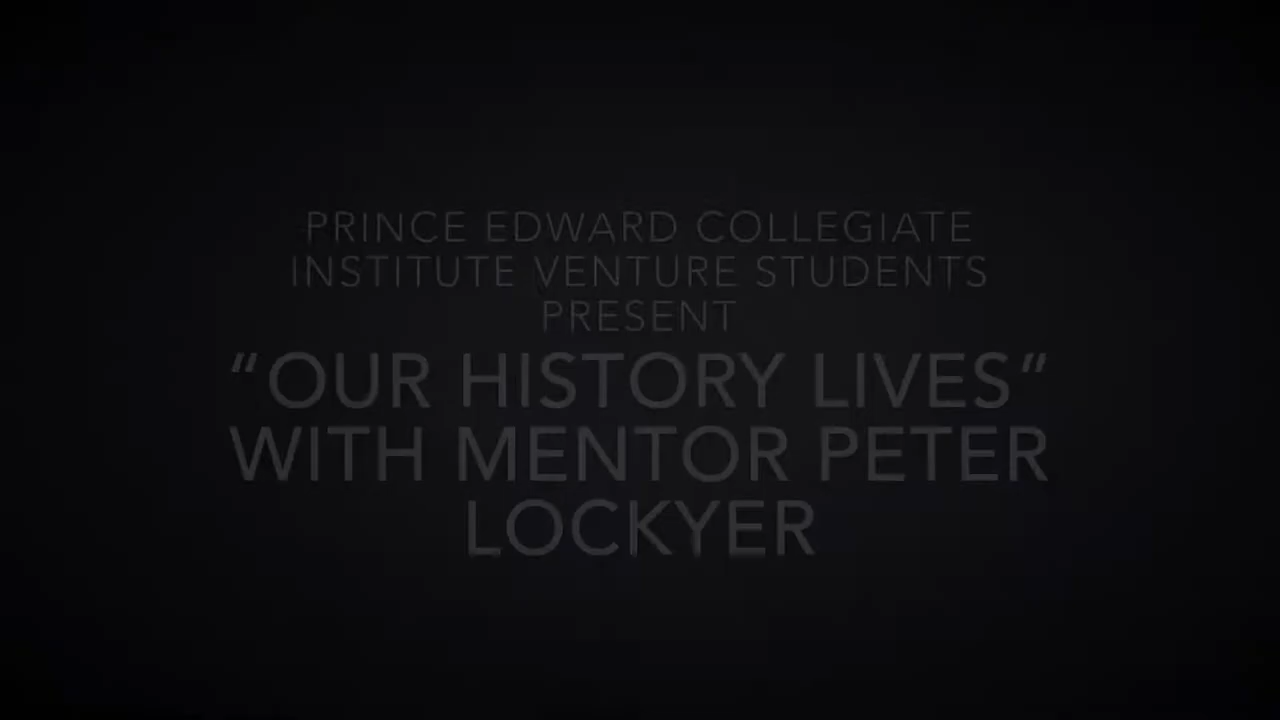 PRINCE EDWARD COLLEGIATE
INSTITUTE VENTURE STUDENTS
PRESENT
“OUR HISTORY LIVES“
WITH MENTOR PETER
LOCKYER